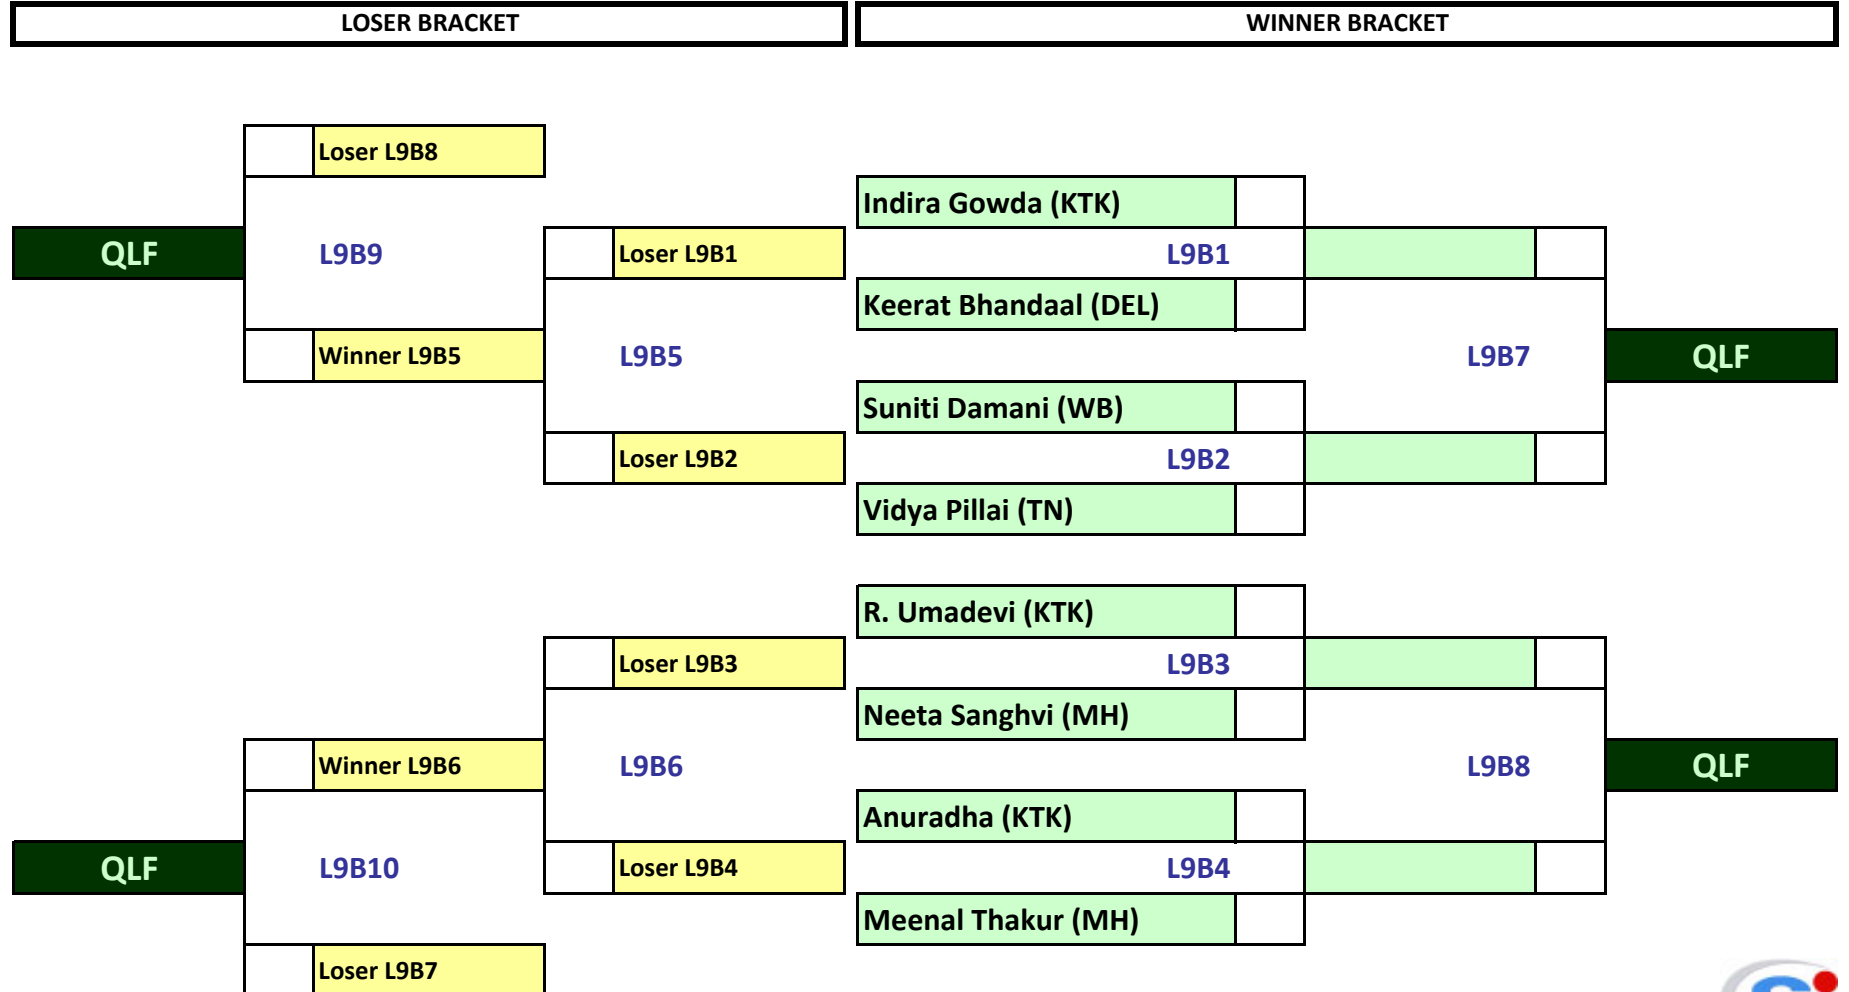 LOSER BRACKET
WINNER BRACKET
Loser L9B8
Indira Gowda (KTK)
QLF
L9B9
Loser L9B1
L9B1
Keerat Bhandaal (DEL)
Winner L9B5
L9B5
L9B7
QLF
Suniti Damani (WB)
Loser L9B2
L9B2
Vidya Pillai (TN)
R. Umadevi (KTK)
Loser L9B3
L9B3
Neeta Sanghvi (MH)
Winner L9B6
L9B6
L9B8
QLF
Anuradha (KTK)
QLF
L9B10
Loser L9B4
L9B4
Meenal Thakur (MH)
Loser L9B7